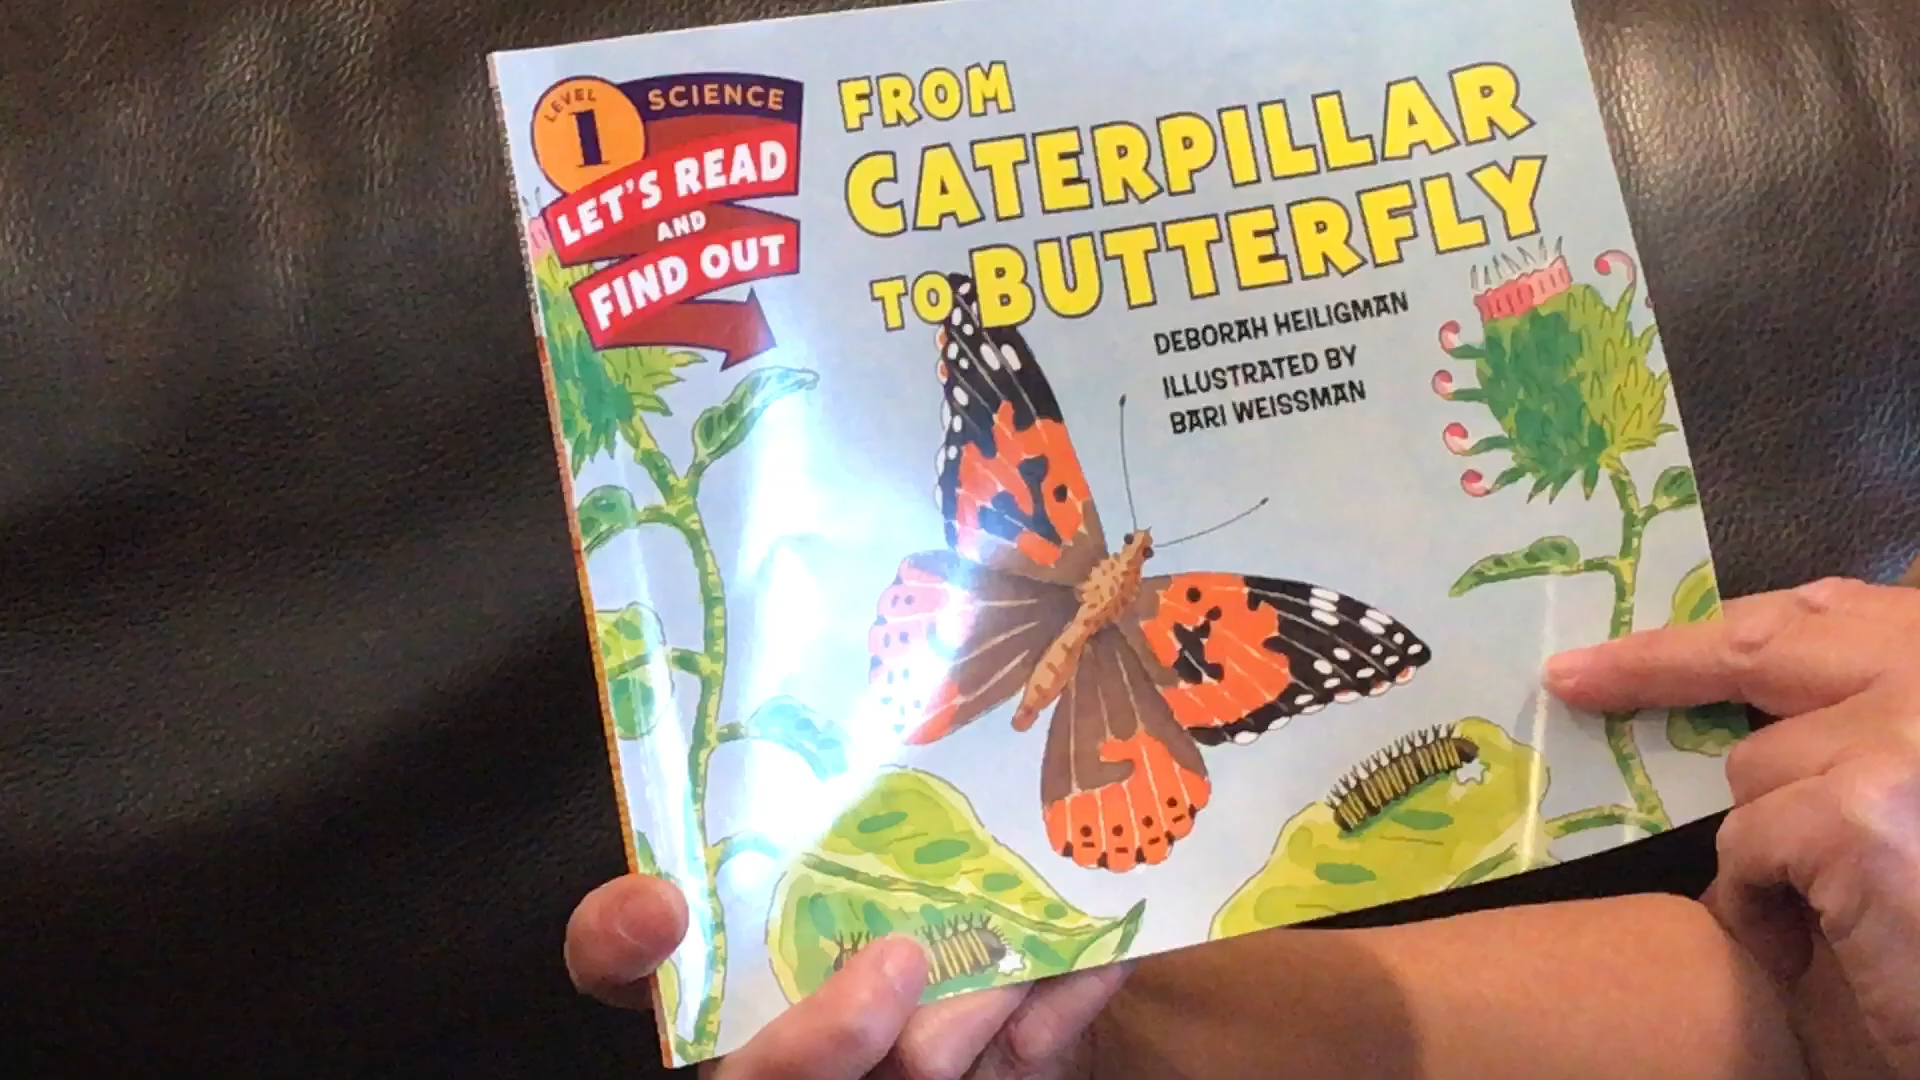 LEVEL
1
SCIENCE
LET'S READ
AND
FIND OUT
FROM
CATERPILLAR
TO BUTTERFLY
DEBORAH HEILIGMAN
ILLUSTRATED BY
BARI WEISSMAN